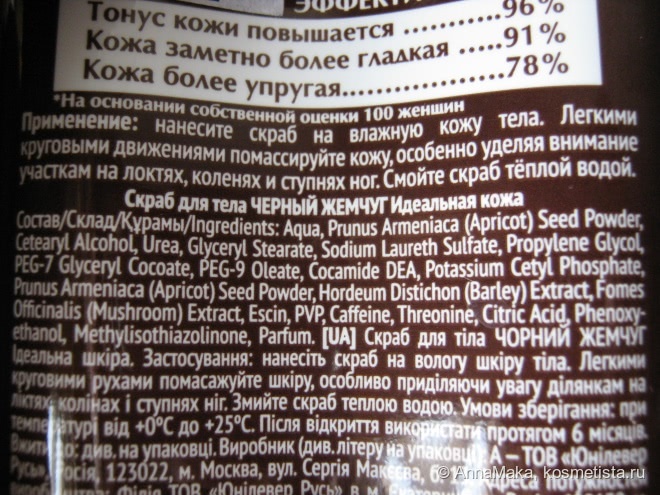 Тонус кожи повышается ..........96%
Кожа заметно более гладкая ......91%
Кожа более упругая.......................78%
*На основании собственной оценки 100 женщин
Применение: нанесите скраб на влажную кожу тела. Легкими
круговыми движениями помассируйте кожу, особенно уделяя внимание
участкам на локтях, коленях и ступнях ног. Смойте скраб тёплой водой.
Скраб для тела ЧЕРНЫЙ ЖЕМЧУГ Идеальная кожа
Состав/Склад/Құрамы/Ingredients: Aqua, Prunus Armeniaca (Apricot) Seed Powder,
Cetearyl Alcohol, Urea, Glyceryl Stearate, Sodium Laureth Sulfate, Propylene Glycol,
PEG-7 Glyceryl Cocoate, PEG-9 Oleate, Cocamide DEA, Potassium Cetyl Phosphate,
Prunus Armeniaca (Apricot) Seed Powder, Hordeum Distichon (Barley) Extract, Fomes
Officinalis (Mushroom) Extract, Escin, PVP, Caffeine, Threonine, Citric Acid, Phenoxy-
ethanol, Methylisothiazolinone, Parfum. [UA] Скраб для тіла ЧОРНИЙ ЖЕМЧУГ
Ідеальна шкіра. Застосування: нанесіть скраб на вологу шкіру тіла. Легкими
круговими рухами помасажуйте шкіру, особливо приділяючи увагу ділянкам на
ліктях, колінах і ступнях ніг. Змийте скраб теплою водою. Умови зберігання: при
температурі від +0°C до +25°C. Після відкриття використати протягом 6 місяців.
Вжити до: див. на упаковці. Виробник (див. літеру на упаковці): А – ТОВ «Юнілевер
Русь», Росія, 123022, м. Москва, вул. Сергія Макєєва,
Філія ТОВ «Юнілевер Русь» в м.
© AnnaMaka, kosmetista.ru